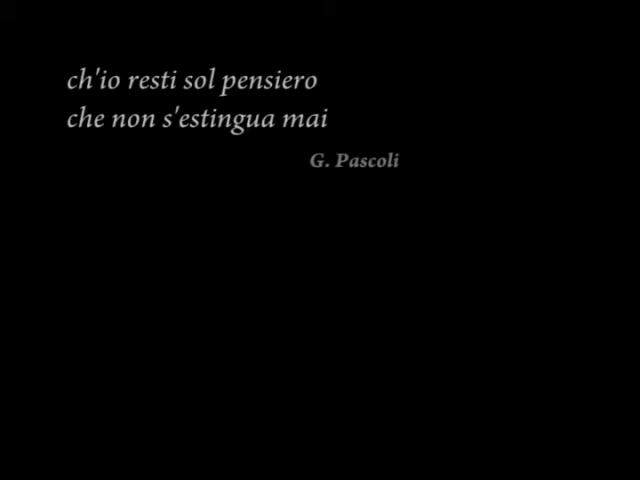 ch'io resti sol pensiero
che non s'estingua mai
G. Pascoli